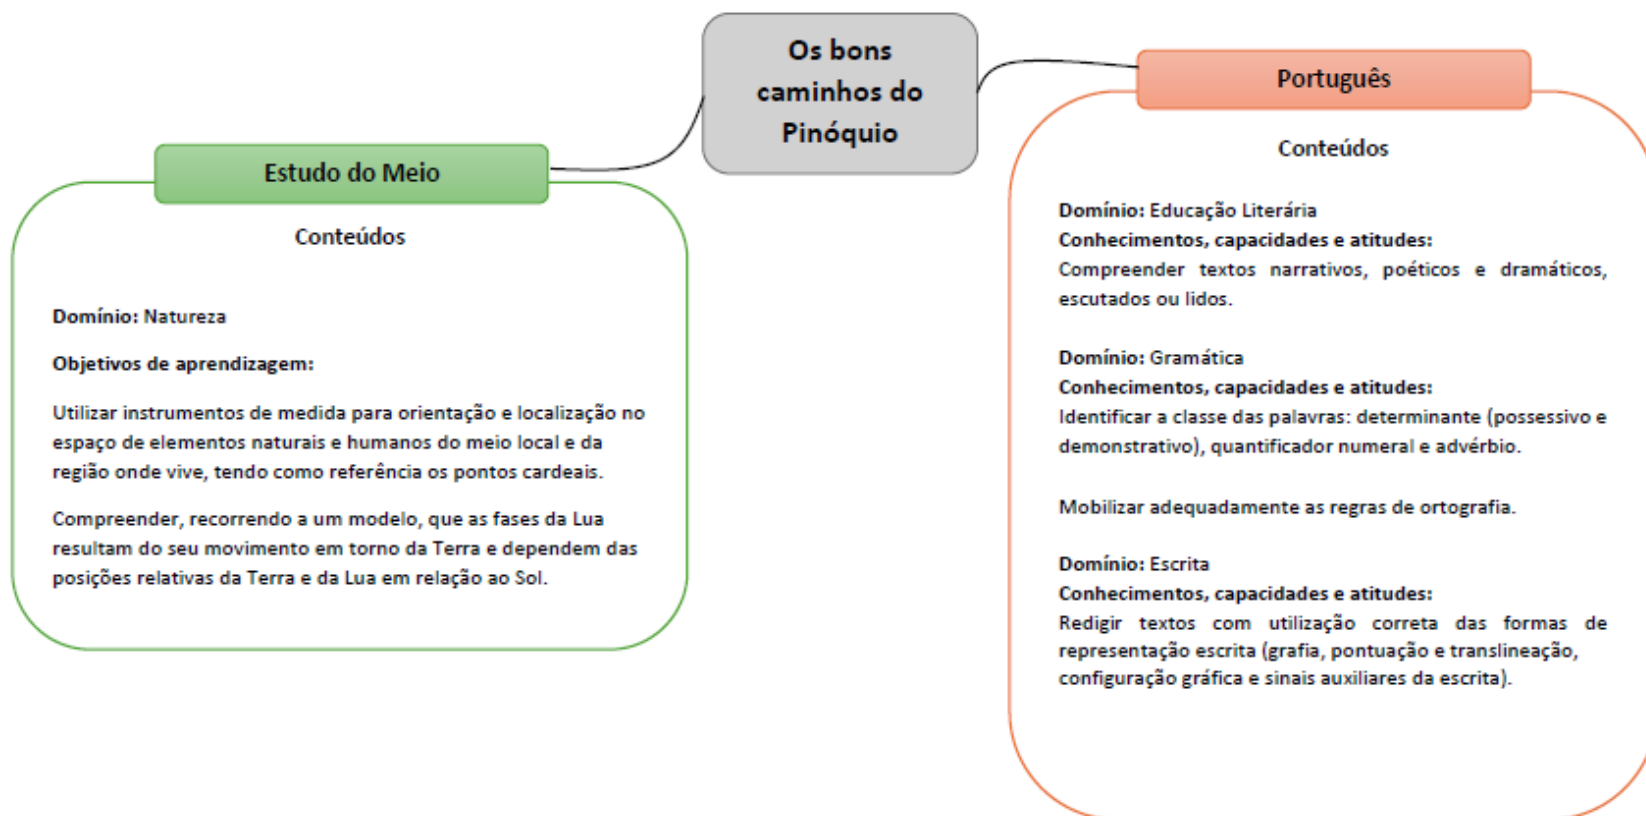 Os bons
caminhos do
Pinóquio
Estudo do Meio
Conteúdos
Domínio: Natureza
Objetivos de aprendizagem:
Utilizar instrumentos de medida para orientação e localização no
espaço de elementos naturais e humanos do meio local e da
região onde vive, tendo como referência os pontos cardeais.
Compreender, recorrendo a um modelo, que as fases da Lua
resultam do seu movimento em torno da Terra e dependem das
posições relativas da Terra e da Lua em relação ao Sol.
Português
Conteúdos
Domínio: Educação Literária
Conhecimentos, capacidades e atitudes:
Compreender textos narrativos, poéticos e dramáticos,
escutados ou lidos.
Domínio: Gramática
Conhecimentos, capacidades e atitudes:
Identificar a classe das palavras: determinante (possessivo e
demonstrativo), quantificador numeral e advérbio.
Mobilizar adequadamente as regras de ortografia.
Domínio: Escrita
Conhecimentos, capacidades e atitudes:
Redigir textos com utilização correta das formas de
representação escrita (grafia, pontuação e translineação,
configuração gráfica e sinais auxiliares da escrita).